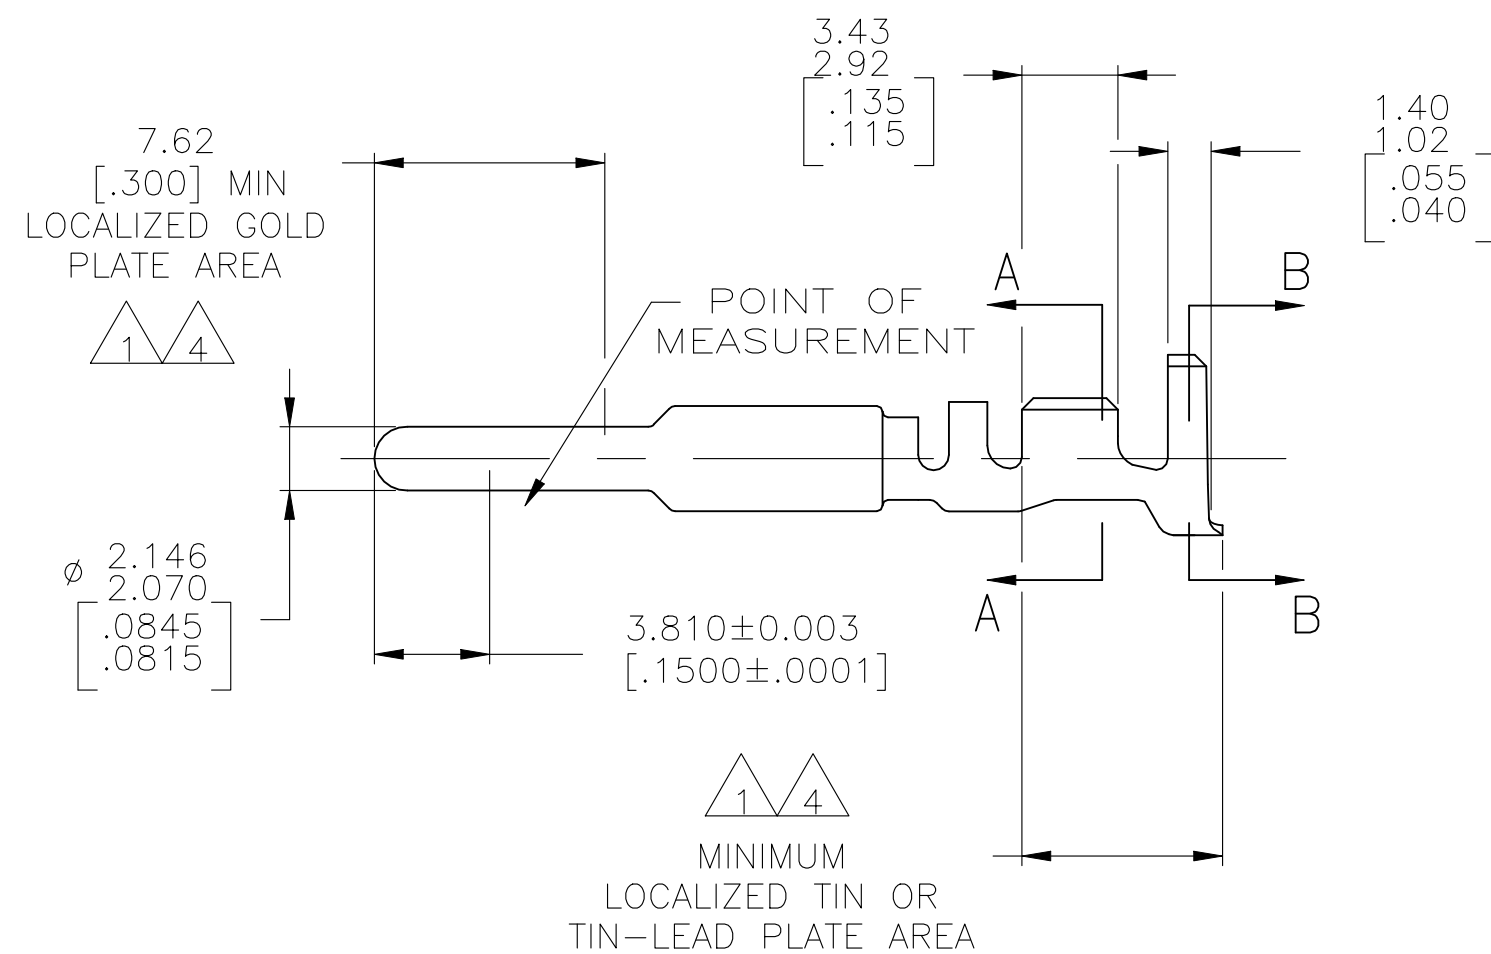 3.43
2.92
.135
.115
1.40
1.02
.055
.040
7.62
[.300] MIN
LOCALIZED GOLD
PLATE AREA
1 4
A
B
POINT OF
MEASUREMENT
⌀ 2.146
2.070
.0845
.0815
3.810±0.003
[.1500±.0001]
A
B
1 4
MINIMUM
LOCALIZED TIN OR
TIN-LEAD PLATE AREA